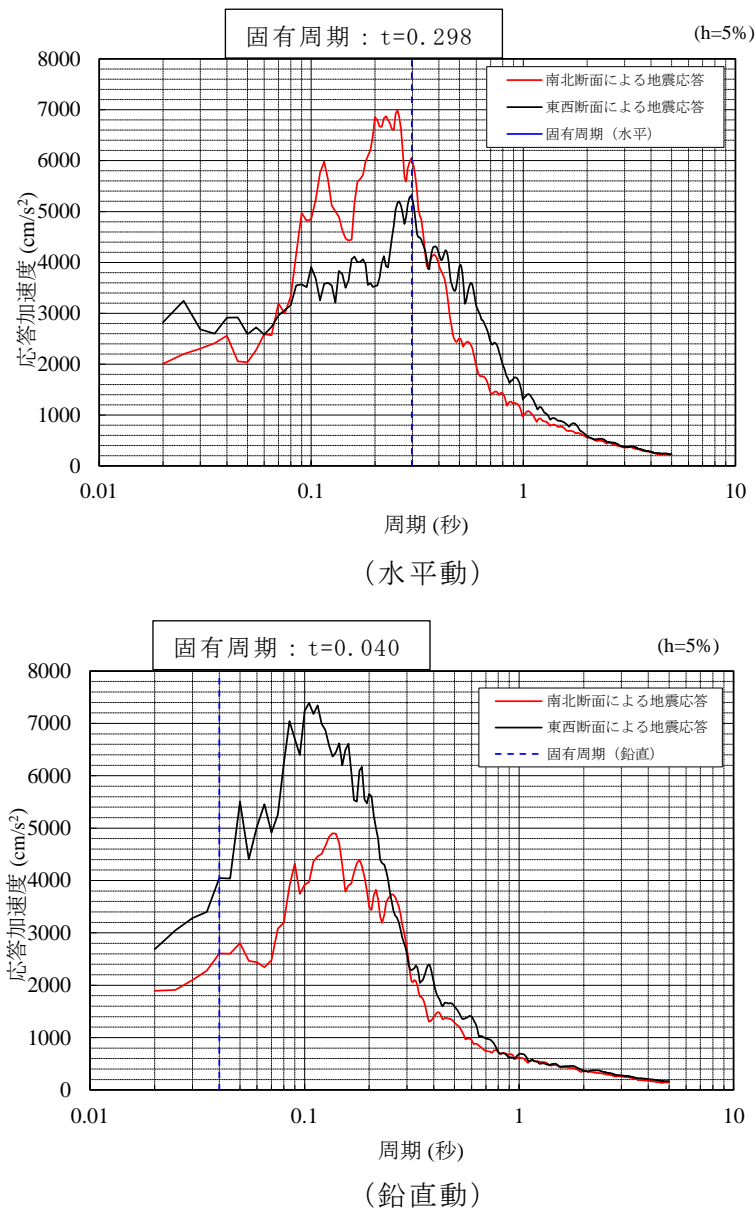 固有周期：t=0.298
(h=5%)
8000
7000
6000
5000
4000
3000
2000
1000
0
応答加速度 (cm/s²)
南北断面による地震応答
東西断面による地震応答
固有周期（水平）
0.01
0.1
1
10
周期 (秒)
（水平動）
固有周期：t=0.040
(h=5%)
8000
7000
6000
5000
4000
3000
2000
1000
0
応答加速度 (cm/s²)
南北断面による地震応答
東西断面による地震応答
固有周期（鉛直）
0.01
0.1
1
10
周期 (秒)
（鉛直動）